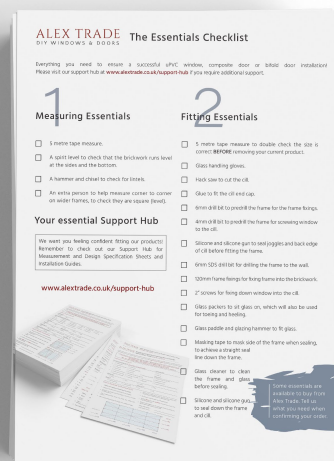 ALEX TRADE
DIY WINDOWS & DOORS
The Essentials Checklist
Everything you need to ensure a successful uPVC window, composite door or bifold door installation!
Please visit our support hub at www.alextrade.co.uk/support-hub if you require additional support.
1
Measuring Essentials
5 metre tape measure.
A spirit level to check that the brickwork runs level
at the sides and the bottom.
A hammer and chisel to check for lintels.
An extra person to help measure corner to corner
on wider frames, to check they are square (level).
Your essential Support Hub
We want you feeling confident fitting our products!
Remember to check out our Support Hub for
Measurement and Design Specification Sheets and
Installation Guides.
www.alextrade.co.uk/support-hub
2
Fitting Essentials
5 metre tape measure to double check the size is
correct BEFORE removing your current product.
Glass handling gloves.
Hack saw to cut the cill.
Glue to fit the cill end cap.
6mm drill bit to predrill the frame for the frame fixings.
4mm drill bit to predrill the frame for screwing window
to the cill.
Silicone and silicone gun to seal joggles and back edge
of cill before fitting the frame.
6mm SDS drill bit for drilling the frame to the wall.
120mm frame fixings for fixing frame into the brickwork.
2" screws for fixing down window into the cill.
Glass packers to sit glass on, which will also be used
for toeing and heeling.
Glass paddle and glazing hammer to fit glass.
Masking tape to mask side of the frame when sealing,
to achieve a straight seal
line down the frame.
Glass cleaner to clean
the frame and glass
before sealing.
Silicone and silicone gun
to seal down the frame
and cill.
Some essentials are
available to buy from
Alex Trade. Tell us
what you need when
confirming your order.